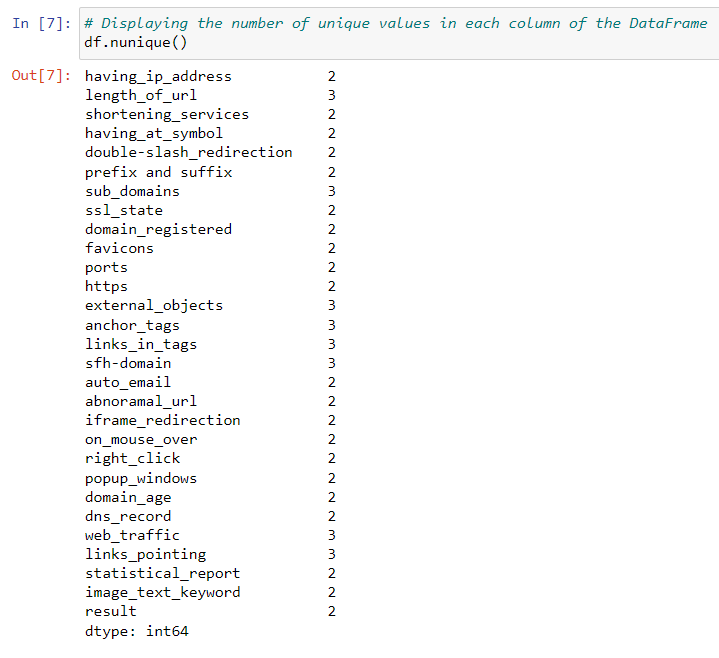 In [7]: # Displaying the number of unique values in each column of the DataFrame
df.nunique()
Out[7]: having_ip_address 2
length_of_url 3
shortening_services 2
having_at_symbol 2
double-slash_redirection 2
prefix and suffix 2
sub_domains 3
ssl_state 2
domain_registered 2
favicons 2
ports 2
https 2
external_objects 3
anchor_tags 3
links_in_tags 3
sfh-domain 3
auto_email 2
abnoramal_url 2
iframe_redirection 2
on_mouse_over 2
right_click 2
popup_windows 2
domain_age 2
dns_record 2
web_traffic 3
links_pointing 3
statistical_report 2
image_text_keyword 2
result 2
dtype: int64